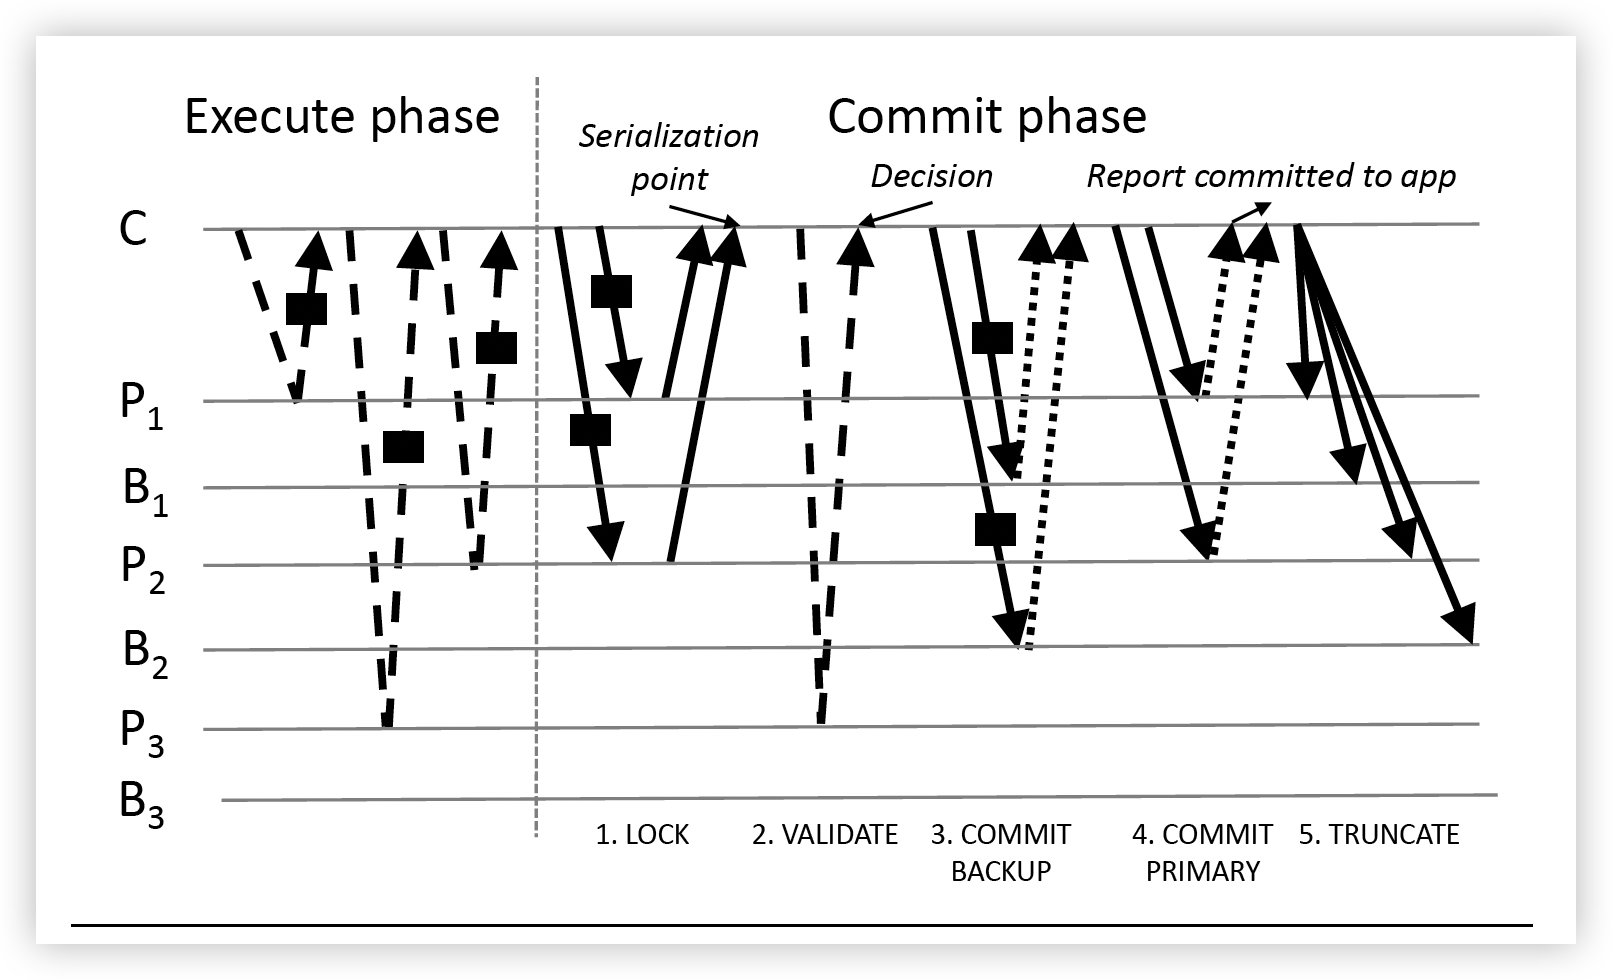 Execute phase
Commit phase
Serialization
point
Decision
Report committed to app
C
P1
B1
P2
B2
P3
B3
1. LOCK
2. VALIDATE
3. COMMIT
BACKUP
4. COMMIT
PRIMARY
5. TRUNCATE